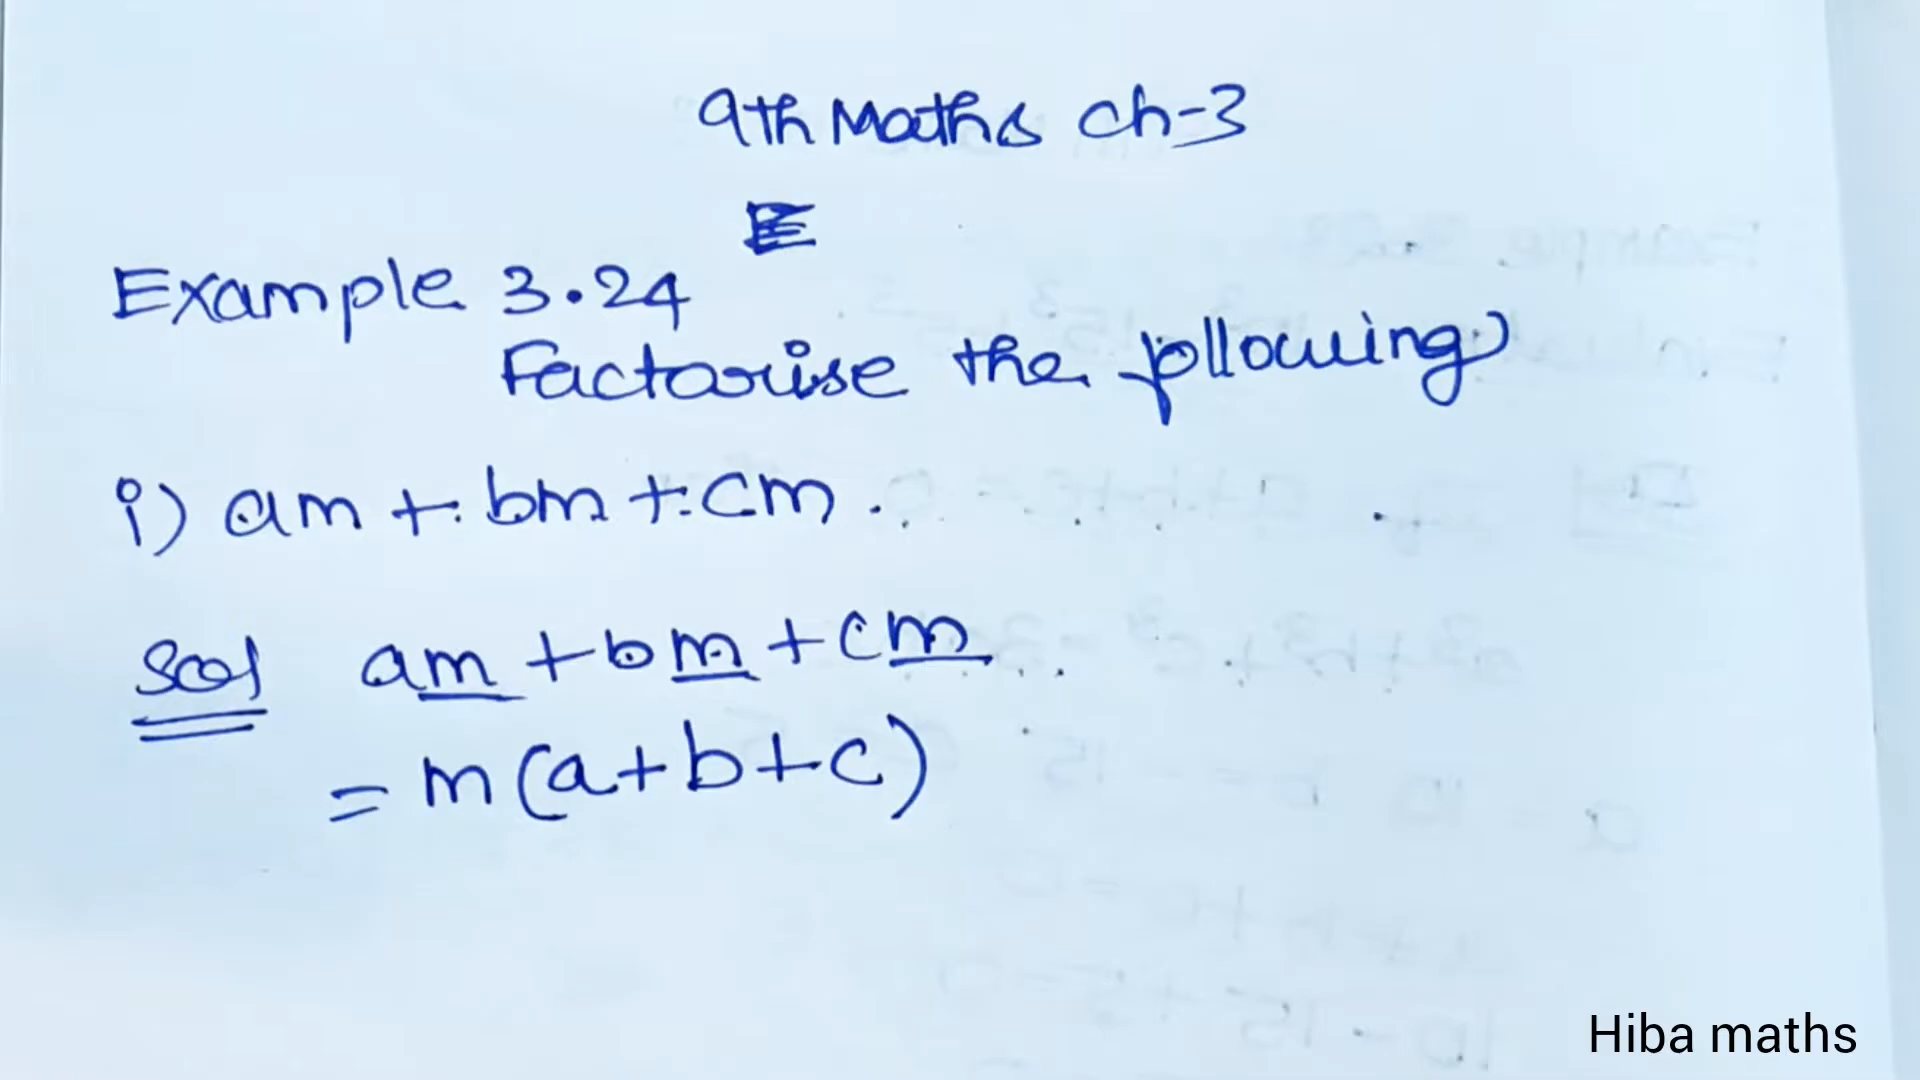 9th Maths Ch-3
Example 3.24
Factorise the following
i) am + bm + cm.
Sol am + bm + cm
= m(a+b+c)
Hiba maths